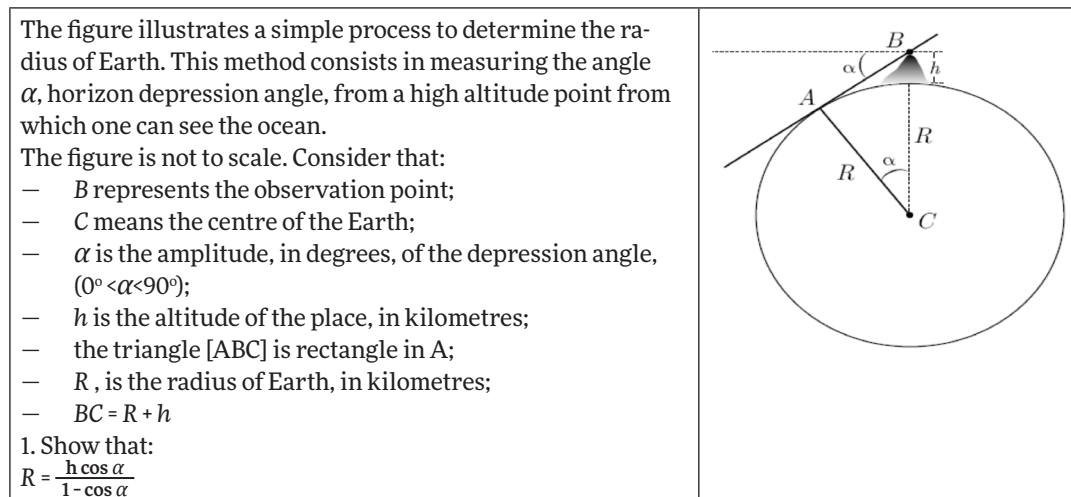 The figure illustrates a simple process to determine the ra-
dius of Earth. This method consists in measuring the angle
α, horizon depression angle, from a high altitude point from
which one can see the ocean.
The figure is not to scale. Consider that:
— B represents the observation point;
— C means the centre of the Earth;
— α is the amplitude, in degrees, of the depression angle,
(0º <α<90º);
— h is the altitude of the place, in kilometres;
— the triangle [ABC] is rectangle in A;
— R , is the radius of Earth, in kilometres;
— BC = R + h
1. Show that:
R = h cos α / 1 - cos α
B
α
h
A
R
α
R
C